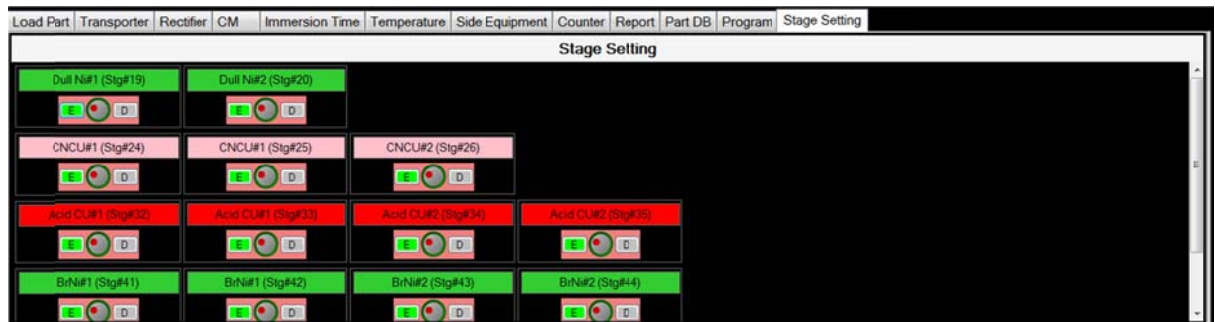 Load Part Transporter Rectifier CM Immersion Time Temperature Side Equipment Counter Report Part DB Program Stage Setting
Stage Setting
Dull Ni#1 (Stg#19) Dull Ni#2 (Stg#20)
E D E D
CNCU#1 (Stg#24) CNCU#1 (Stg#25) CNCU#2 (Stg#26)
E D E D E D
Acid CU#1 (Stg#32) Acid CU#1 (Stg#33) Acid CU#2 (Stg#34) Acid CU#2 (Stg#35)
E D E D E D E D
BrNi#1 (Stg#41) BrNi#1 (Stg#42) BrNi#2 (Stg#43) BrNi#2 (Stg#44)
E D E D E D E D